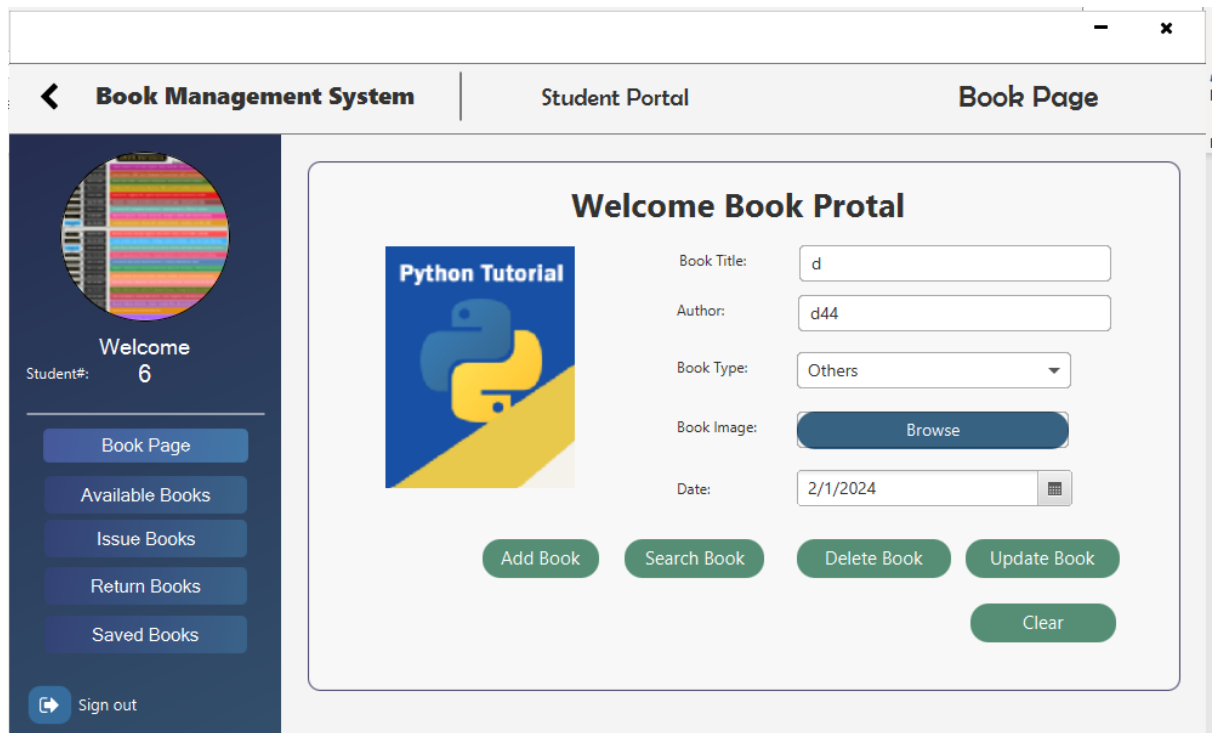 Book Management System
Student Portal
Book Page
Welcome
Student#: 6
Book Page
Available Books
Issue Books
Return Books
Saved Books
Sign out
Welcome Book Protal
Python Tutorial
Book Title: d
Author: d44
Book Type: Others
Book Image: Browse
Date: 2/1/2024
Add Book Search Book Delete Book Update Book
Clear